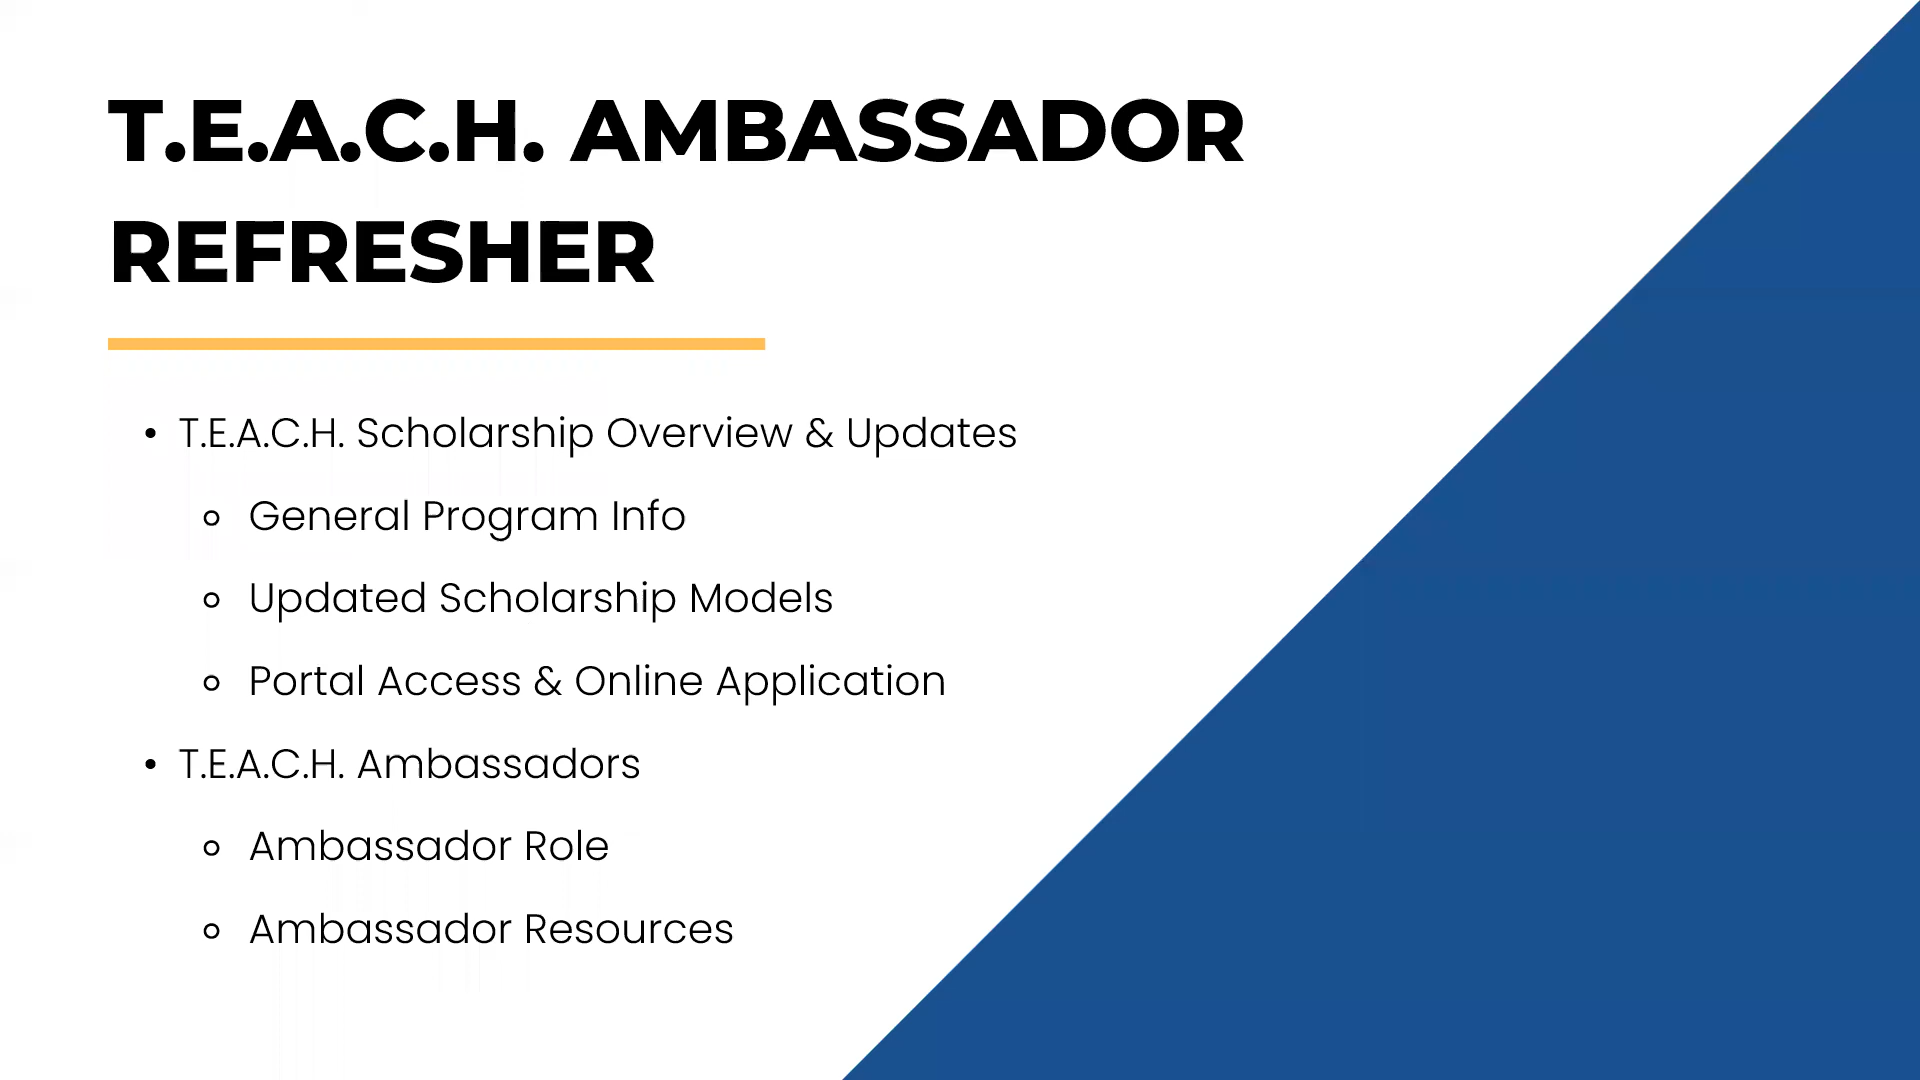 T.E.A.C.H. AMBASSADOR
REFRESHER
• T.E.A.C.H. Scholarship Overview & Updates
◦ General Program Info
◦ Updated Scholarship Models
◦ Portal Access & Online Application
• T.E.A.C.H. Ambassadors
◦ Ambassador Role
◦ Ambassador Resources